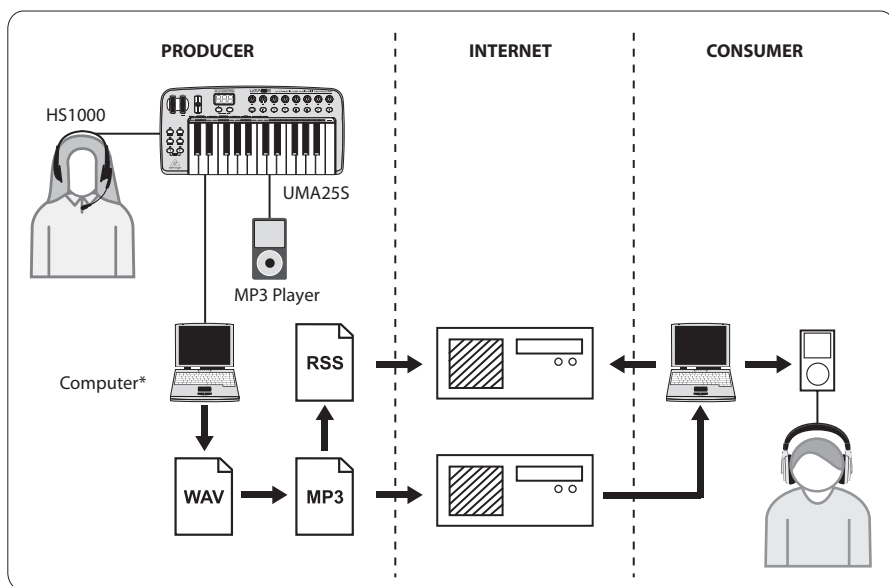 PRODUCER
INTERNET
CONSUMER
HS1000
UMA25S
MP3 Player
Computer*
RSS
WAV
MP3